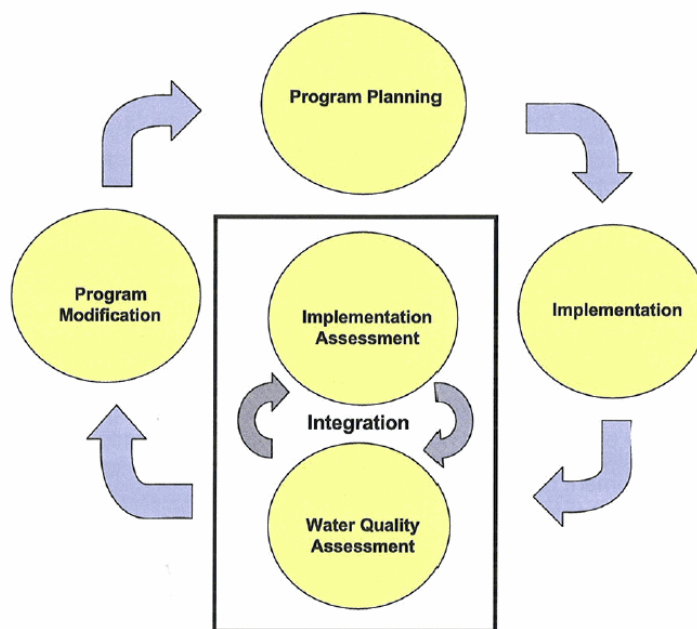 Program Planning
Program
Modification
Implementation
Assessment
Implementation
Integration
Water Quality
Assessment